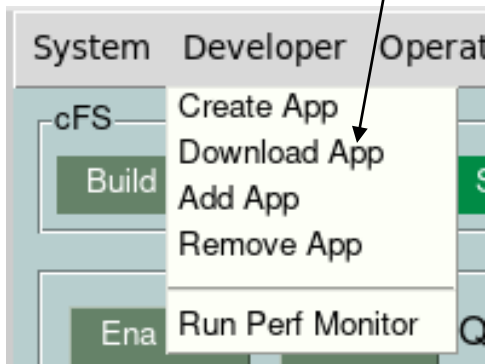 System Developer Operat
cFS
Create App
Download App
Build
S
Add App
Remove App
Ena
Run Perf Monitor
Q